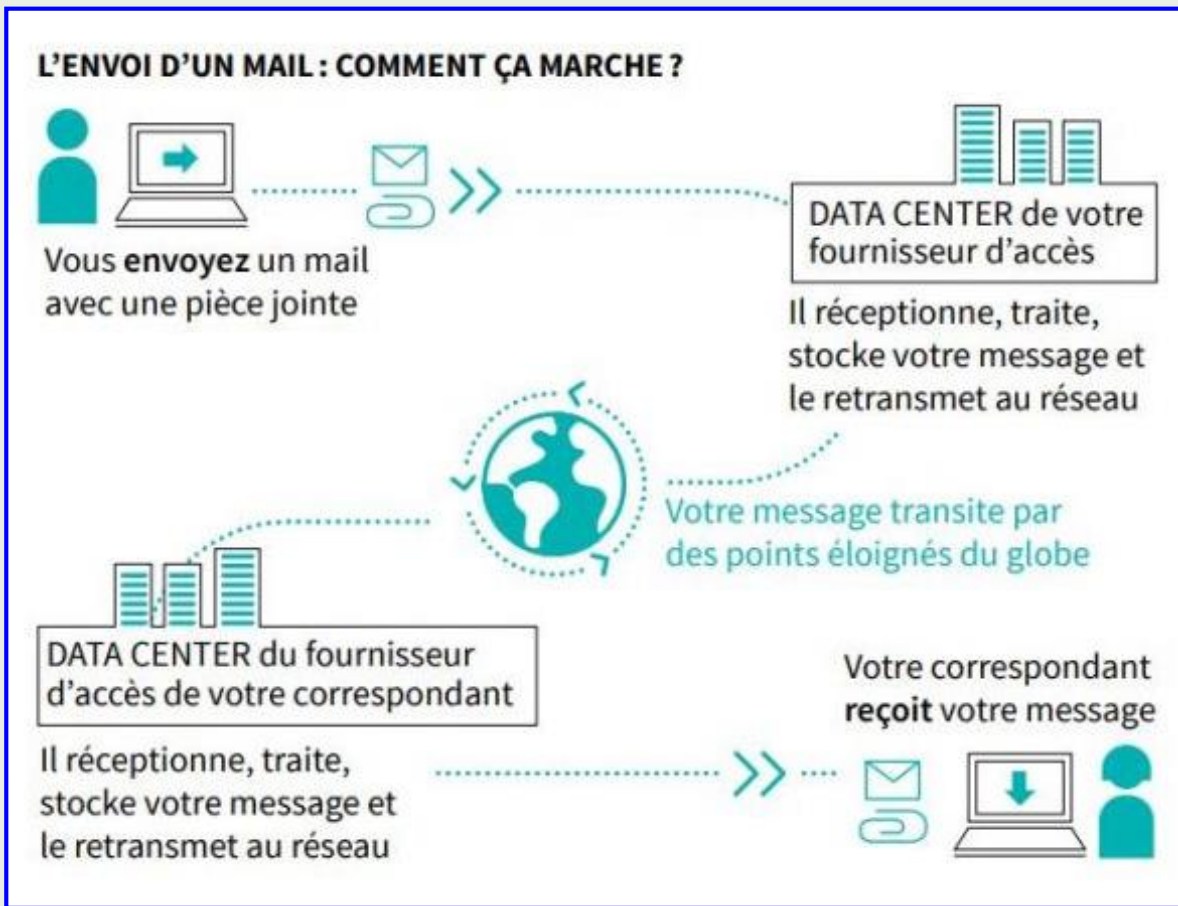 L'ENVOI D'UN MAIL : COMMENT ÇA MARCHE ?
Vous envoyez un mail
avec une pièce jointe
DATA CENTER de votre
fournisseur d'accès
Il réceptionne, traite,
stocke votre message et
le retransmet au réseau
Votre message transite par
des points éloignés du globe
DATA CENTER du fournisseur
d'accès de votre correspondant
Il réceptionne, traite,
stocke votre message et
le retransmet au réseau
Votre correspondant
reçoit votre message